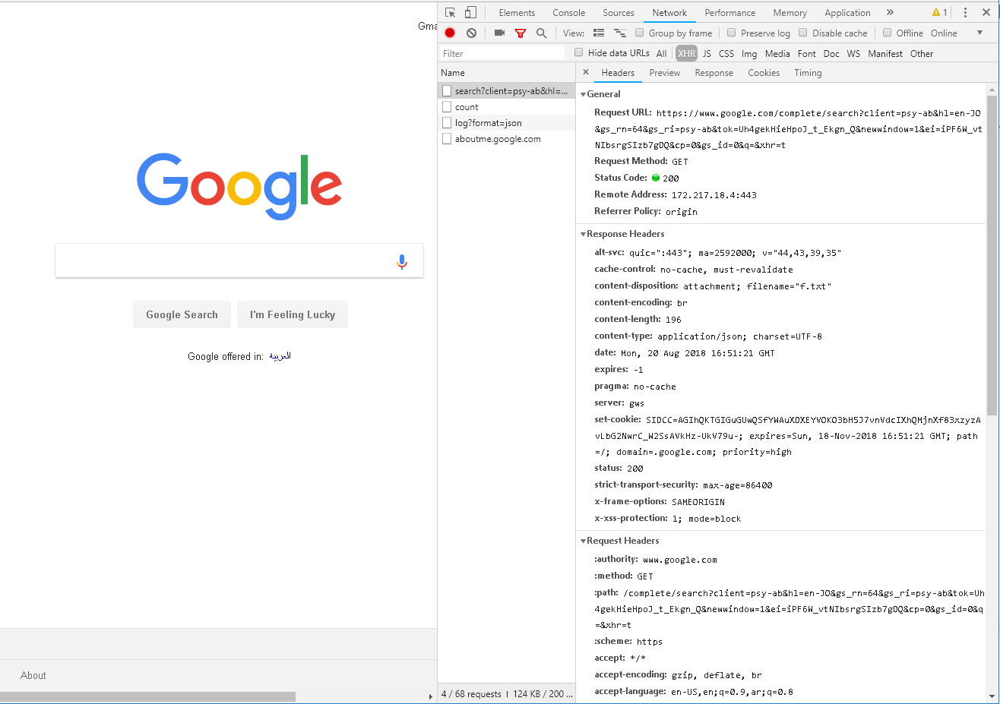 Gma
Google
Google Search
I'm Feeling Lucky
Google offered in: العربية
About
Elements Console Sources Network Performance Memory Application » 1
View: Group by frame Preserve log Disable cache Offline Online
Filter Hide data URLs All XHR JS CSS Img Media Font Doc WS Manifest Other
Name
search?client=psy-ab&hl=...
count
log?format=json
aboutme.google.com
4 / 68 requests | 124 KB / 200 ...
Headers Preview Response Cookies Timing
General
Request URL: https://www.google.com/complete/search?client=psy-ab&hl=en-JO
&gs_rn=64&gs_ri=psy-ab&tok=Uh4gekHieHpoJ_t_Ekgn_Q&newwindow=1&ei=iPF6W_vt
NIbsrgSIzb7gDQ&cp=0&gs_id=0&q=&xhr=t
Request Method: GET
Status Code: 200
Remote Address: 172.217.18.4:443
Referrer Policy: origin
Response Headers
alt-svc: quic=":443"; ma=2592000; v="44,43,39,35"
cache-control: no-cache, must-revalidate
content-disposition: attachment; filename="f.txt"
content-encoding: br
content-length: 196
content-type: application/json; charset=UTF-8
date: Mon, 20 Aug 2018 16:51:21 GMT
expires: -1
pragma: no-cache
server: gws
set-cookie: SIDCC=AGIhQKTGIGuGUwQSfYWAuXDXEYVOKO3bH5J7vnVdcIXhQMjnXf83xzyzA
vLbG2NwrC_W2SsAVkHz-UkV79u-; expires=Sun, 18-Nov-2018 16:51:21 GMT; path
=/; domain=.google.com; priority=high
status: 200
strict-transport-security: max-age=86400
x-frame-options: SAMEORIGIN
x-xss-protection: 1; mode=block
Request Headers
:authority: www.google.com
:method: GET
:path: /complete/search?client=psy-ab&hl=en-JO&gs_rn=64&gs_ri=psy-ab&tok=Uh
4gekHieHpoJ_t_Ekgn_Q&newwindow=1&ei=iPF6W_vtNIbsrgSIzb7gDQ&cp=0&gs_id=0&q
=&xhr=t
:scheme: https
accept: */*
accept-encoding: gzip, deflate, br
accept-language: en-US,en;q=0.9,ar;q=0.8